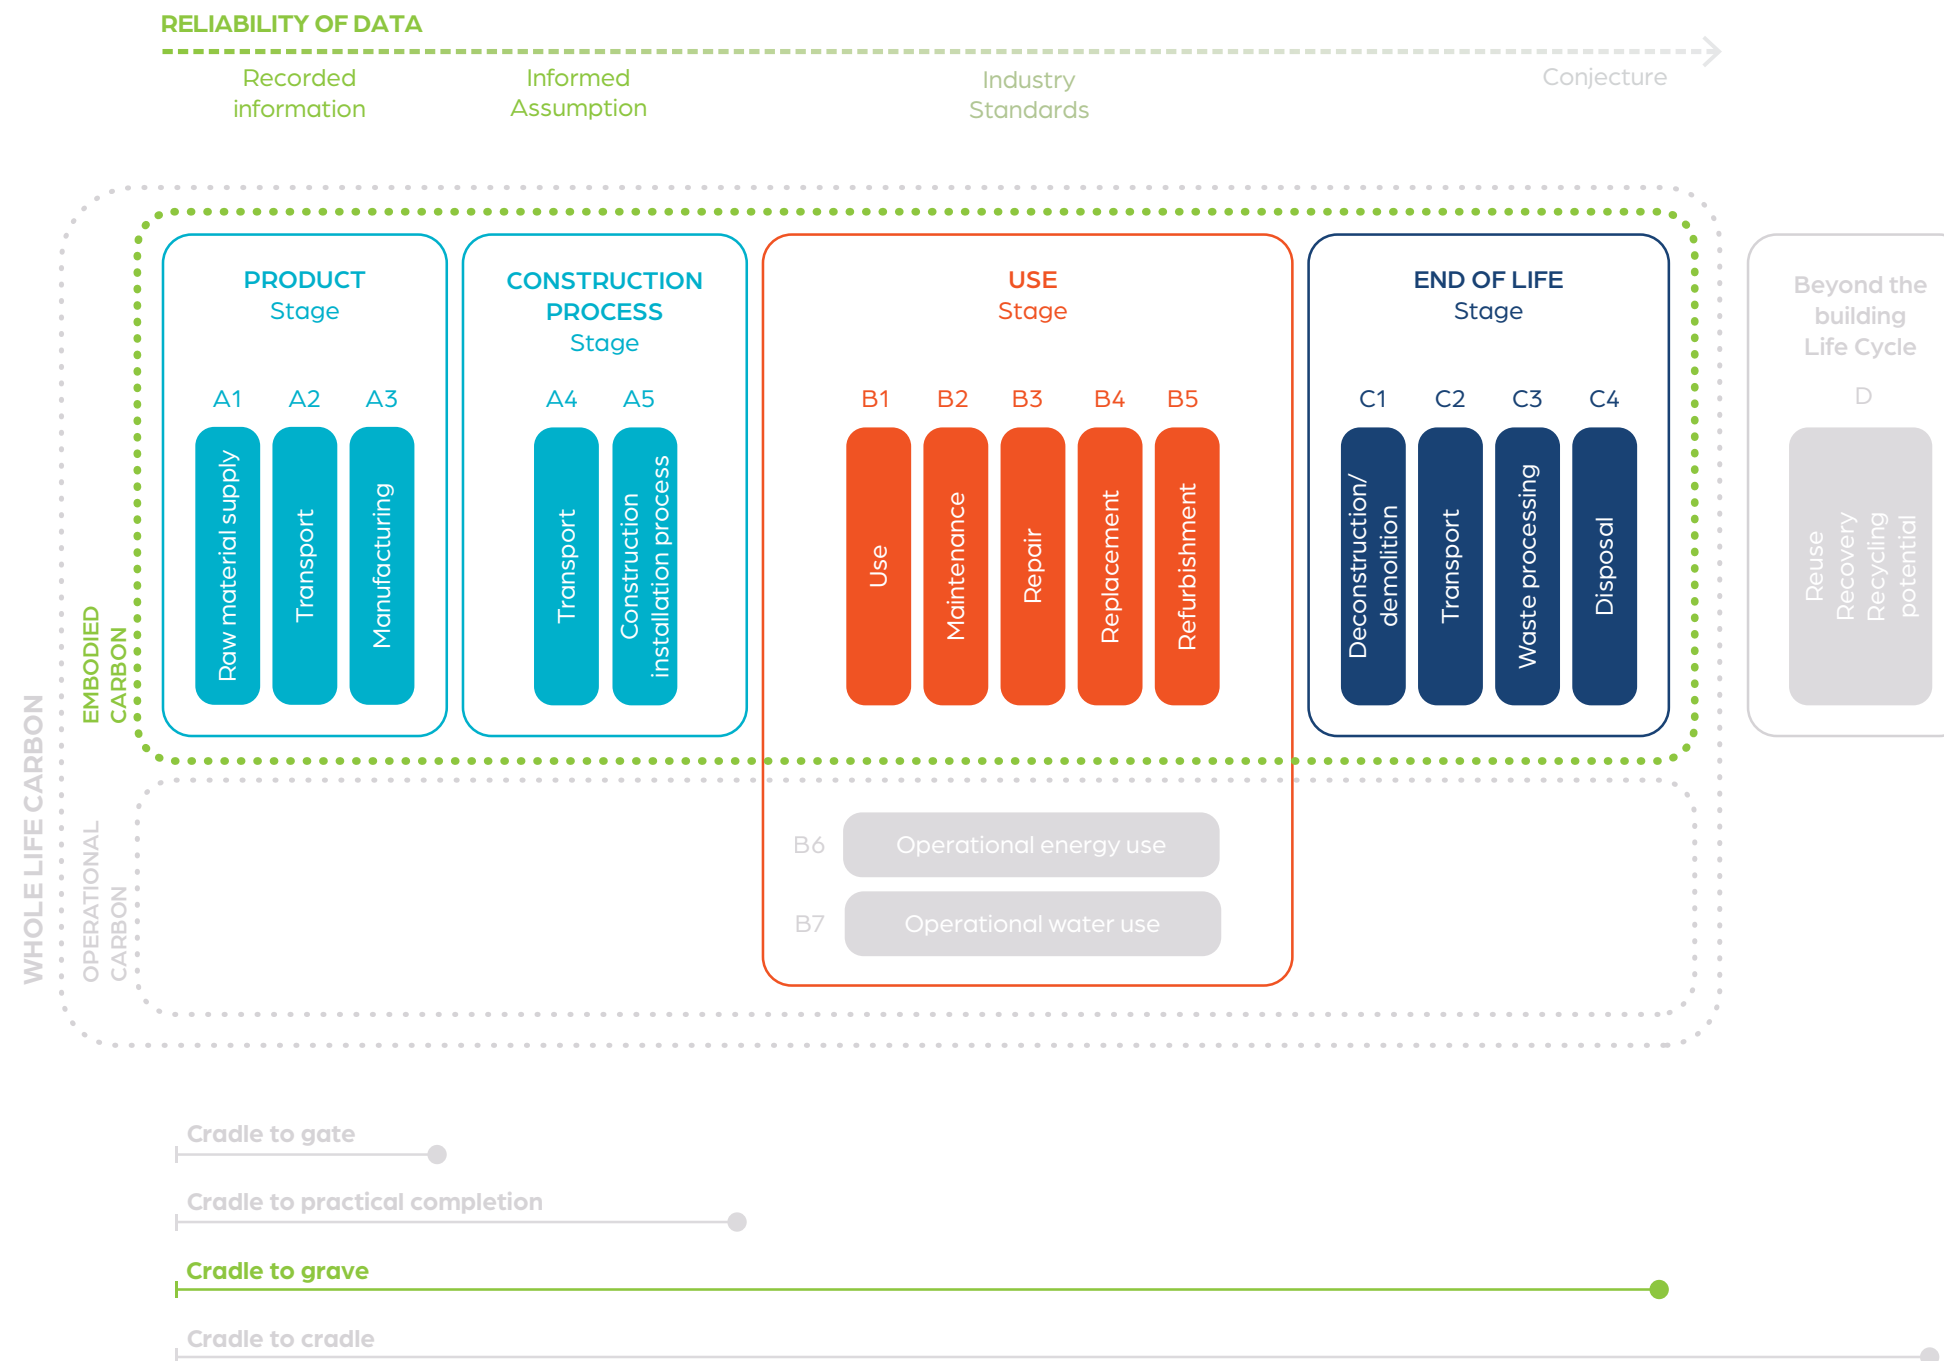 RELIABILITY OF DATA
Recorded
information
Informed
Assumption
Industry
Standards
Conjecture
WHOLE LIFE CARBON
EMBODIED
CARBON
PRODUCT
Stage
A1
A2
A3
Raw material supply
Transport
Manufacturing
CONSTRUCTION
PROCESS
Stage
A4
A5
Transport
Construction
installation process
USE
Stage
B1
B2
B3
B4
B5
Use
Maintenance
Repair
Replacement
Refurbishment
END OF LIFE
Stage
C1
C2
C3
C4
Deconstruction/
demolition
Transport
Waste processing
Disposal
Beyond the
building
Life Cycle
D
Reuse
Recovery
Recycling
potential
OPERATIONAL
CARBON
B6
Operational energy use
B7
Operational water use
Cradle to gate
Cradle to practical completion
Cradle to grave
Cradle to cradle